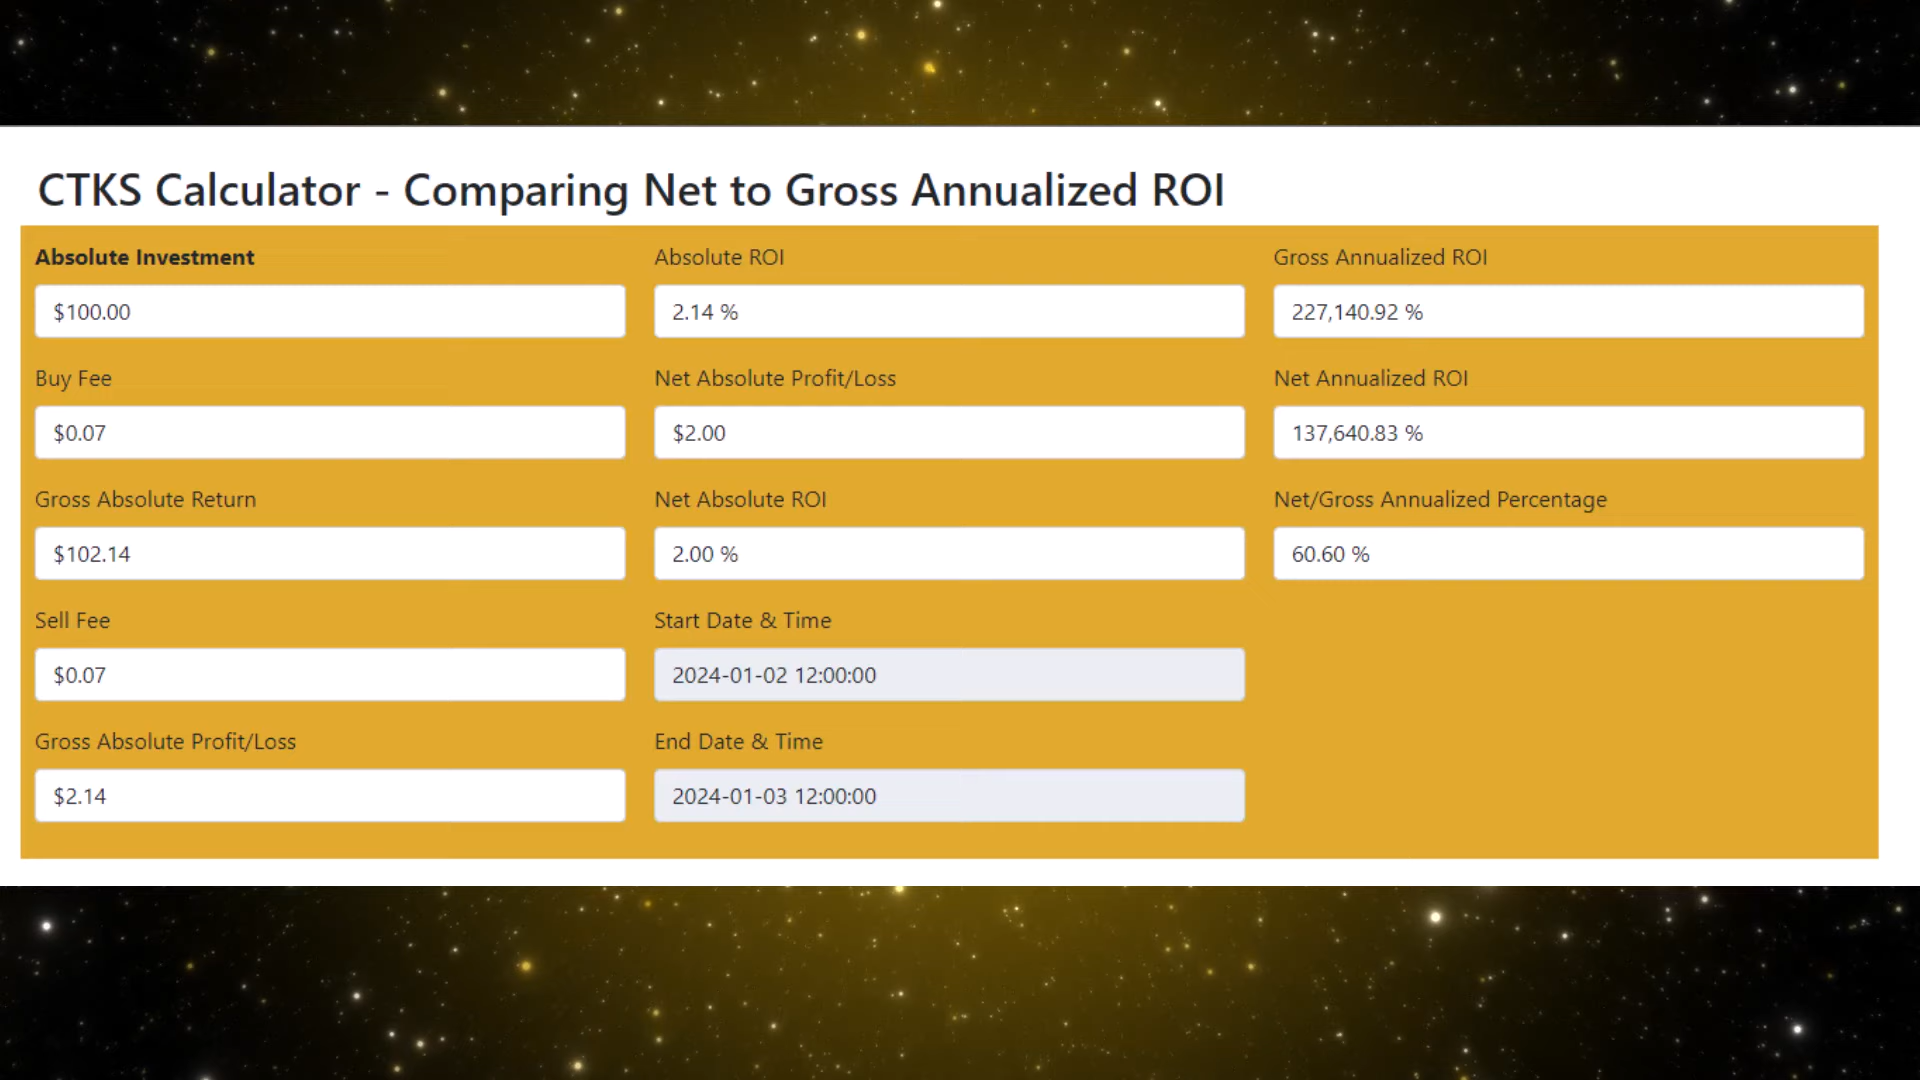 CTKS Calculator - Comparing Net to Gross Annualized ROI
Absolute Investment
$100.00
Buy Fee
$0.07
Gross Absolute Return
$102.14
Sell Fee
$0.07
Gross Absolute Profit/Loss
$2.14
Absolute ROI
2.14 %
Net Absolute Profit/Loss
$2.00
Net Absolute ROI
2.00 %
Start Date & Time
2024-01-02 12:00:00
End Date & Time
2024-01-03 12:00:00
Gross Annualized ROI
227,140.92 %
Net Annualized ROI
137,640.83 %
Net/Gross Annualized Percentage
60.60 %